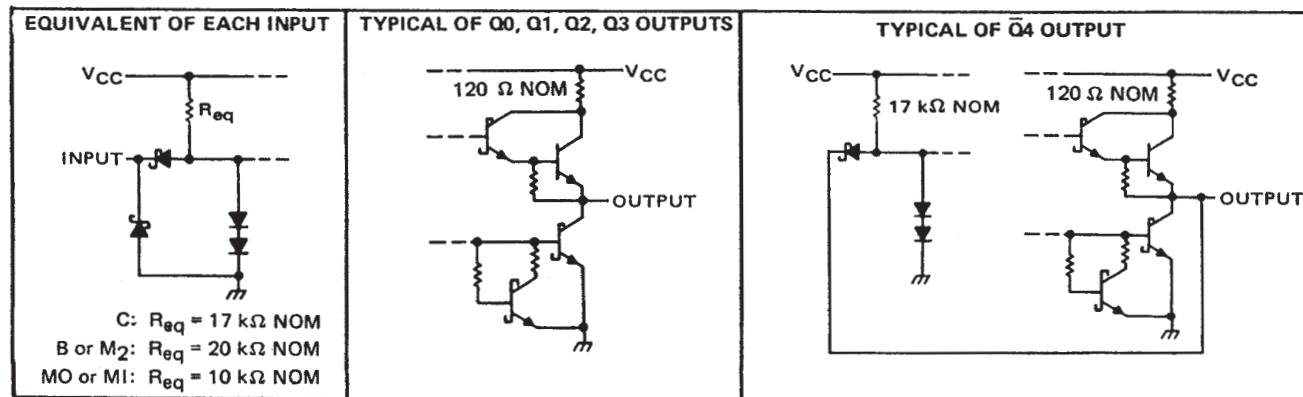 EQUIVALENT OF EACH INPUT
VCC
Req
INPUT
C: Req = 17 kΩ NOM
B or M2: Req = 20 kΩ NOM
MO or MI: Req = 10 kΩ NOM
TYPICAL OF Q0, Q1, Q2, Q3 OUTPUTS
VCC
120 Ω NOM
OUTPUT
TYPICAL OF Q̅4 OUTPUT
VCC
17 kΩ NOM
VCC
120 Ω NOM
OUTPUT